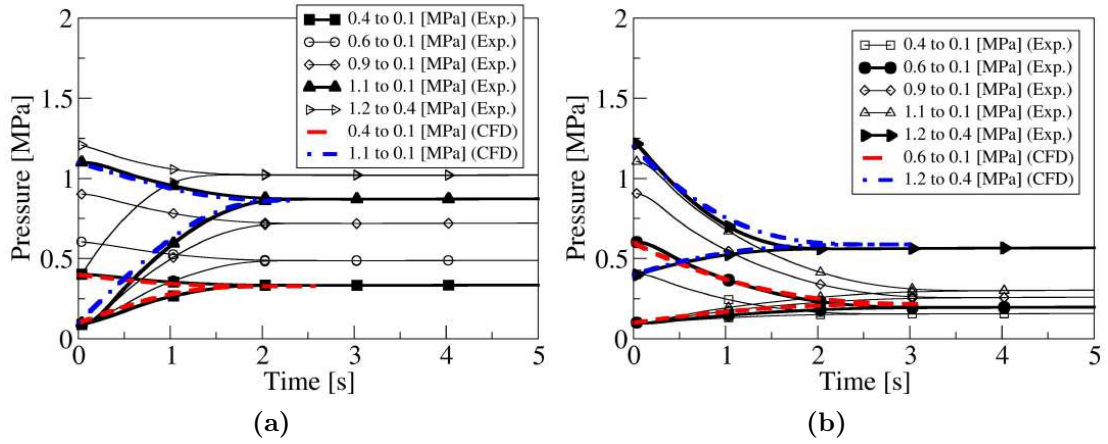 2
1.5
1
0.5
0
Pressure [MPa]
0 1 2 3 4 5
Time [s]
0.4 to 0.1 [MPa] (Exp.)
0.6 to 0.1 [MPa] (Exp.)
0.9 to 0.1 [MPa] (Exp.)
1.1 to 0.1 [MPa] (Exp.)
1.2 to 0.4 [MPa] (Exp.)
0.4 to 0.1 [MPa] (CFD)
1.1 to 0.1 [MPa] (CFD)
(a)
2
1.5
1
0.5
0
Pressure [MPa]
0 1 2 3 4 5
Time [s]
0.4 to 0.1 [MPa] (Exp.)
0.6 to 0.1 [MPa] (Exp.)
0.9 to 0.1 [MPa] (Exp.)
1.1 to 0.1 [MPa] (Exp.)
1.2 to 0.4 [MPa] (Exp.)
0.6 to 0.1 [MPa] (CFD)
1.2 to 0.4 [MPa] (CFD)
(b)